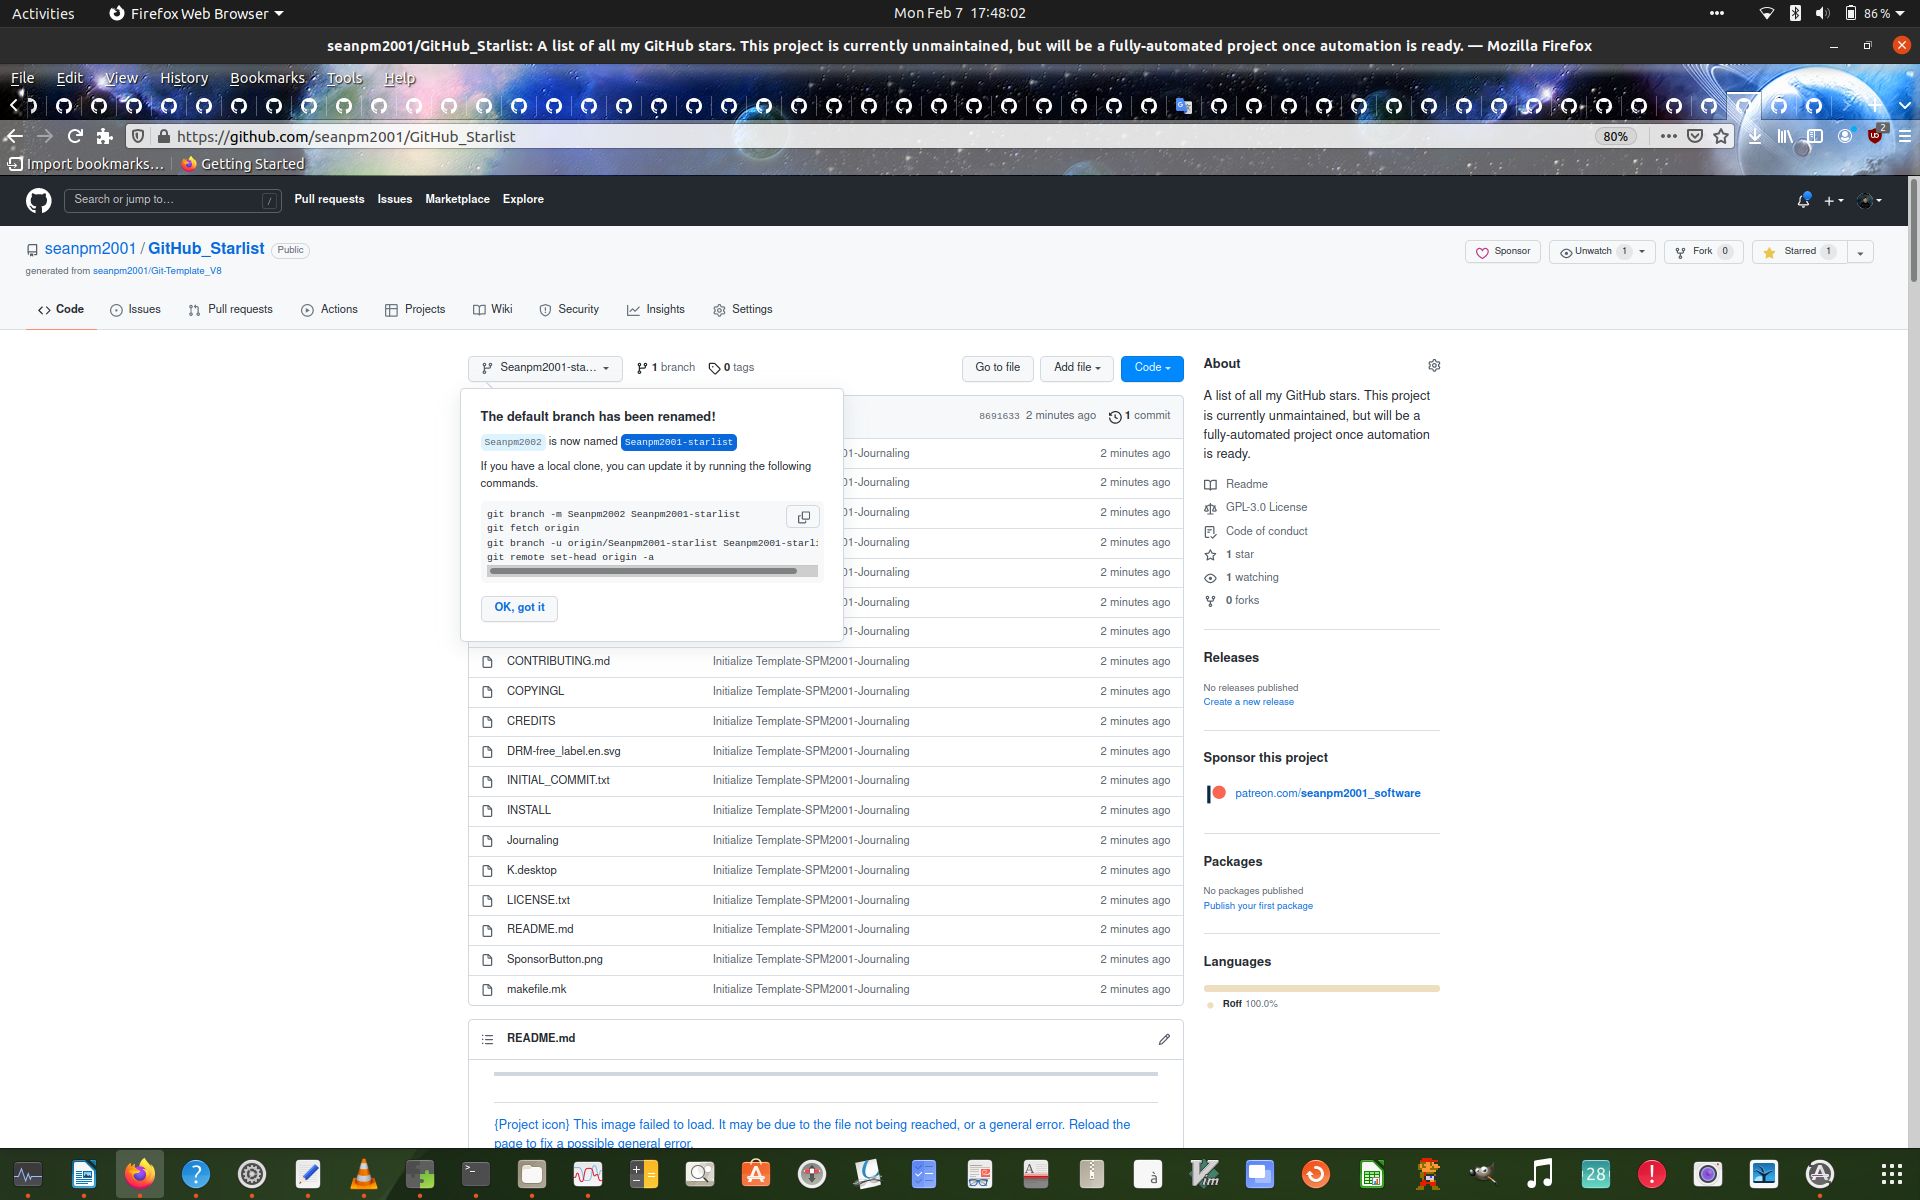 Activities
Firefox Web Browser
Mon Feb 7 17:48:02
86 %
seanpm2001/GitHub_Starlist: A list of all my GitHub stars. This project is currently unmaintained, but will be a fully-automated project once automation is ready. — Mozilla Firefox
File Edit View History Bookmarks Tools Help
https://github.com/seanpm2001/GitHub_Starlist
80%
2
Import bookmarks...
Getting Started
Search or jump to...
/
Pull requests Issues Marketplace Explore
seanpm2001 / GitHub_Starlist Public
generated from seanpm2001/Git-Template_V8
Sponsor
Unwatch 1
Fork 0
Starred 1
Code Issues Pull requests Actions Projects Wiki Security Insights Settings
Seanpm2001-sta...
1 branch
0 tags
Go to file
Add file
Code
The default branch has been renamed!
Seanpm2002 is now named Seanpm2001-starlist
If you have a local clone, you can update it by running the following
commands.
git branch -m Seanpm2002 Seanpm2001-starlist
git fetch origin
git branch -u origin/Seanpm2001-starlist Seanpm2001-starli
git remote set-head origin -a
OK, got it
8691633 2 minutes ago 1 commit
01-Journaling 2 minutes ago
01-Journaling 2 minutes ago
01-Journaling 2 minutes ago
01-Journaling 2 minutes ago
01-Journaling 2 minutes ago
01-Journaling 2 minutes ago
01-Journaling 2 minutes ago
CONTRIBUTING.md Initialize Template-SPM2001-Journaling 2 minutes ago
COPYINGL Initialize Template-SPM2001-Journaling 2 minutes ago
CREDITS Initialize Template-SPM2001-Journaling 2 minutes ago
DRM-free_label.en.svg Initialize Template-SPM2001-Journaling 2 minutes ago
INITIAL_COMMIT.txt Initialize Template-SPM2001-Journaling 2 minutes ago
INSTALL Initialize Template-SPM2001-Journaling 2 minutes ago
Journaling Initialize Template-SPM2001-Journaling 2 minutes ago
K.desktop Initialize Template-SPM2001-Journaling 2 minutes ago
LICENSE.txt Initialize Template-SPM2001-Journaling 2 minutes ago
README.md Initialize Template-SPM2001-Journaling 2 minutes ago
SponsorButton.png Initialize Template-SPM2001-Journaling 2 minutes ago
makefile.mk Initialize Template-SPM2001-Journaling 2 minutes ago
README.md
{Project icon} This image failed to load. It may be due to the file not being reached, or a general error. Reload the
page to fix a possible general error.
About
A list of all my GitHub stars. This project
is currently unmaintained, but will be a
fully-automated project once automation
is ready.
Readme
GPL-3.0 License
Code of conduct
1 star
1 watching
0 forks
Releases
No releases published
Create a new release
Sponsor this project
patreon.com/seanpm2001_software
Packages
No packages published
Publish your first package
Languages
Roff 100.0%
28